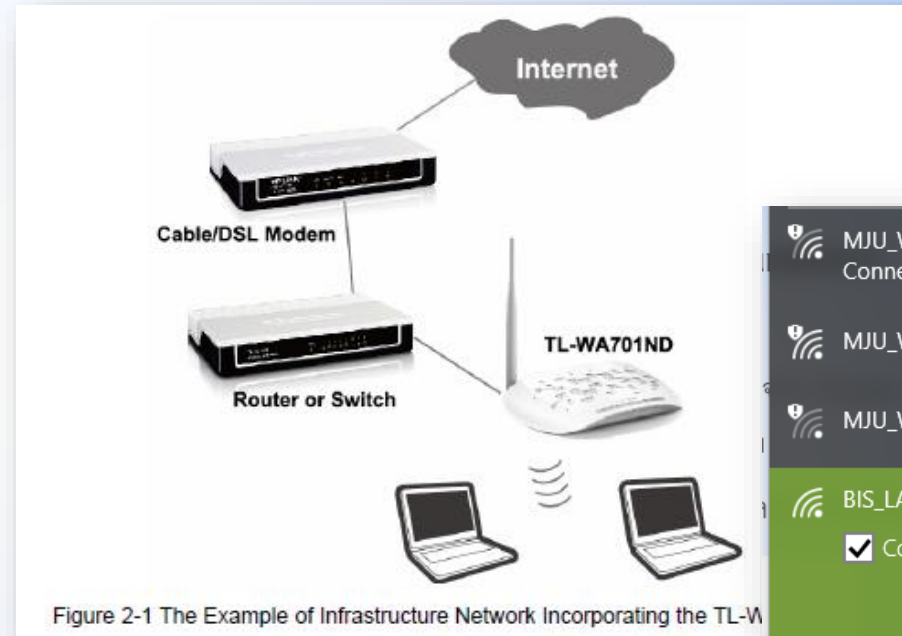 Internet
Cable/DSL Modem
TL-WA701ND
Router or Switch
Figure 2-1 The Example of Infrastructure Network Incorporating the TL-W
MJU_W
Conne
MJU_W
MJU_W
BIS_LA
Co